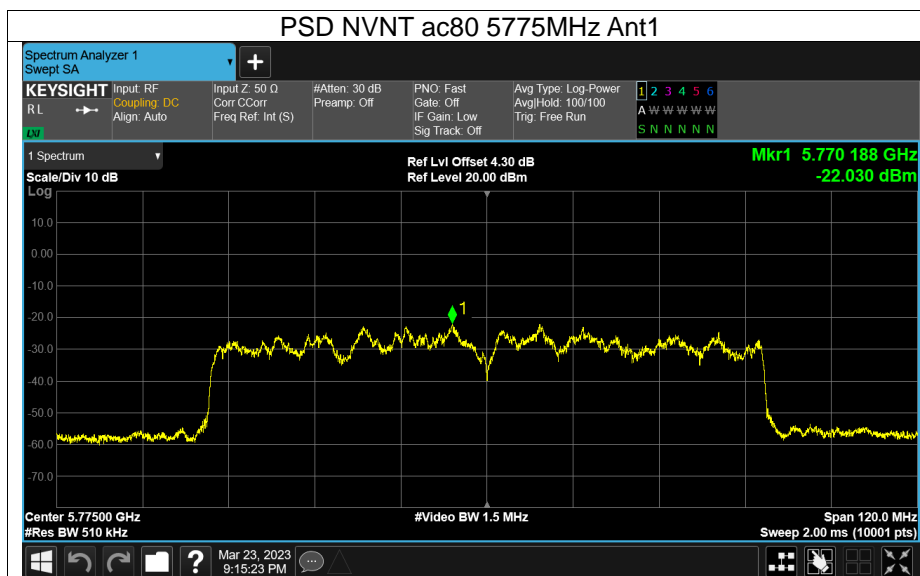 PSD NVNT ac80 5775MHz Ant1
Spectrum Analyzer 1
Swept SA
+
KEYSIGHT Input: RF Input Z: 50 Ω #Atten: 30 dB PNO: Fast Avg Type: Log-Power 1 2 3 4 5 6
RL Coupling: DC Corr CCorr Preamp: Off Gate: Off Avg|Hold: 100/100 A W W W W W
Align: Auto Freq Ref: Int (S) IF Gain: Low Trig: Free Run
LXI Sig Track: Off S N N N N N
1 Spectrum Ref Lvl Offset 4.30 dB Mkr1 5.770 188 GHz
Scale/Div 10 dB Ref Level 20.00 dBm -22.030 dBm
Log
10.0
0.00
-10.0
1
-20.0
-30.0
-40.0
-50.0
-60.0
-70.0
Center 5.77500 GHz #Video BW 1.5 MHz Span 120.0 MHz
#Res BW 510 kHz Sweep 2.00 ms (10001 pts)
? Mar 23, 2023
9:15:23 PM